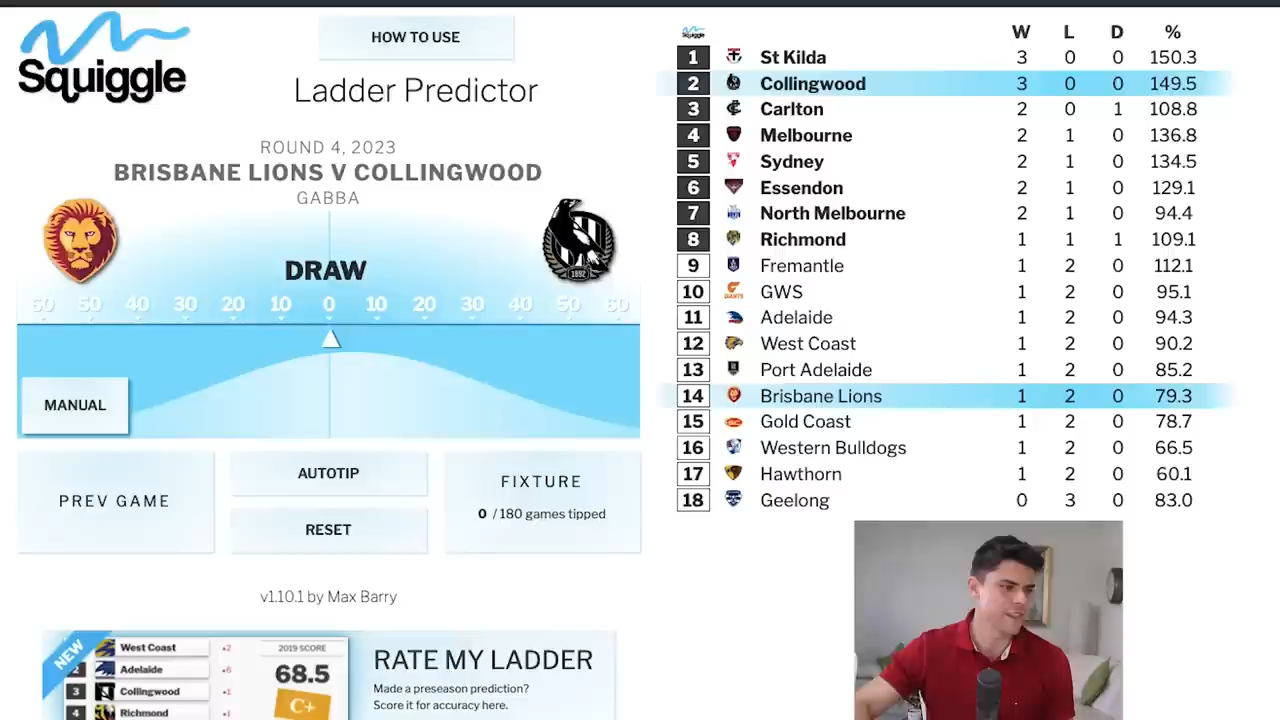 Squiggle
HOW TO USE
Ladder Predictor
ROUND 4, 2023
BRISBANE LIONS V COLLINGWOOD
GABBA
DRAW
60 50 40 30 20 10 0 10 20 30 40 50 60
1892
MANUAL
PREV GAME
AUTOTIP
RESET
FIXTURE
0 / 180 games tipped
v1.10.1 by Max Barry
NEW
West Coast
2 Adelaide
3 Collingwood
4 Richmond
2019 SCORE
68.5
C+
RATE MY LADDER
Made a preseason prediction?
Score it for accuracy here.
Squiggle W L D %
1 St Kilda 3 0 0 150.3
2 Collingwood 3 0 0 149.5
3 Carlton 2 0 1 108.8
4 Melbourne 2 1 0 136.8
5 Sydney 2 1 0 134.5
6 Essendon 2 1 0 129.1
7 North Melbourne 2 1 0 94.4
8 Richmond 1 1 1 109.1
9 Fremantle 1 2 0 112.1
10 GWS 1 2 0 95.1
11 Adelaide 1 2 0 94.3
12 West Coast 1 2 0 90.2
13 Port Adelaide 1 2 0 85.2
14 Brisbane Lions 1 2 0 79.3
15 Gold Coast 1 2 0 78.7
16 Western Bulldogs 1 2 0 66.5
17 Hawthorn 1 2 0 60.1
18 Geelong 0 3 0 83.0